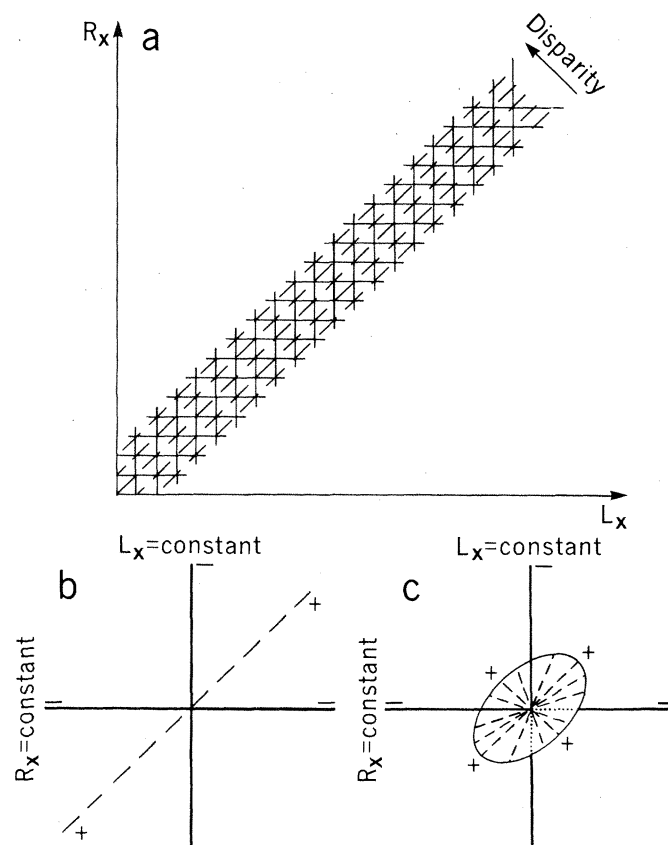 Rx
a
Disparity
Lx
Lx=constant
b
Rx=constant
+
+
Lx=constant
c
Rx=constant
+
+
+
+